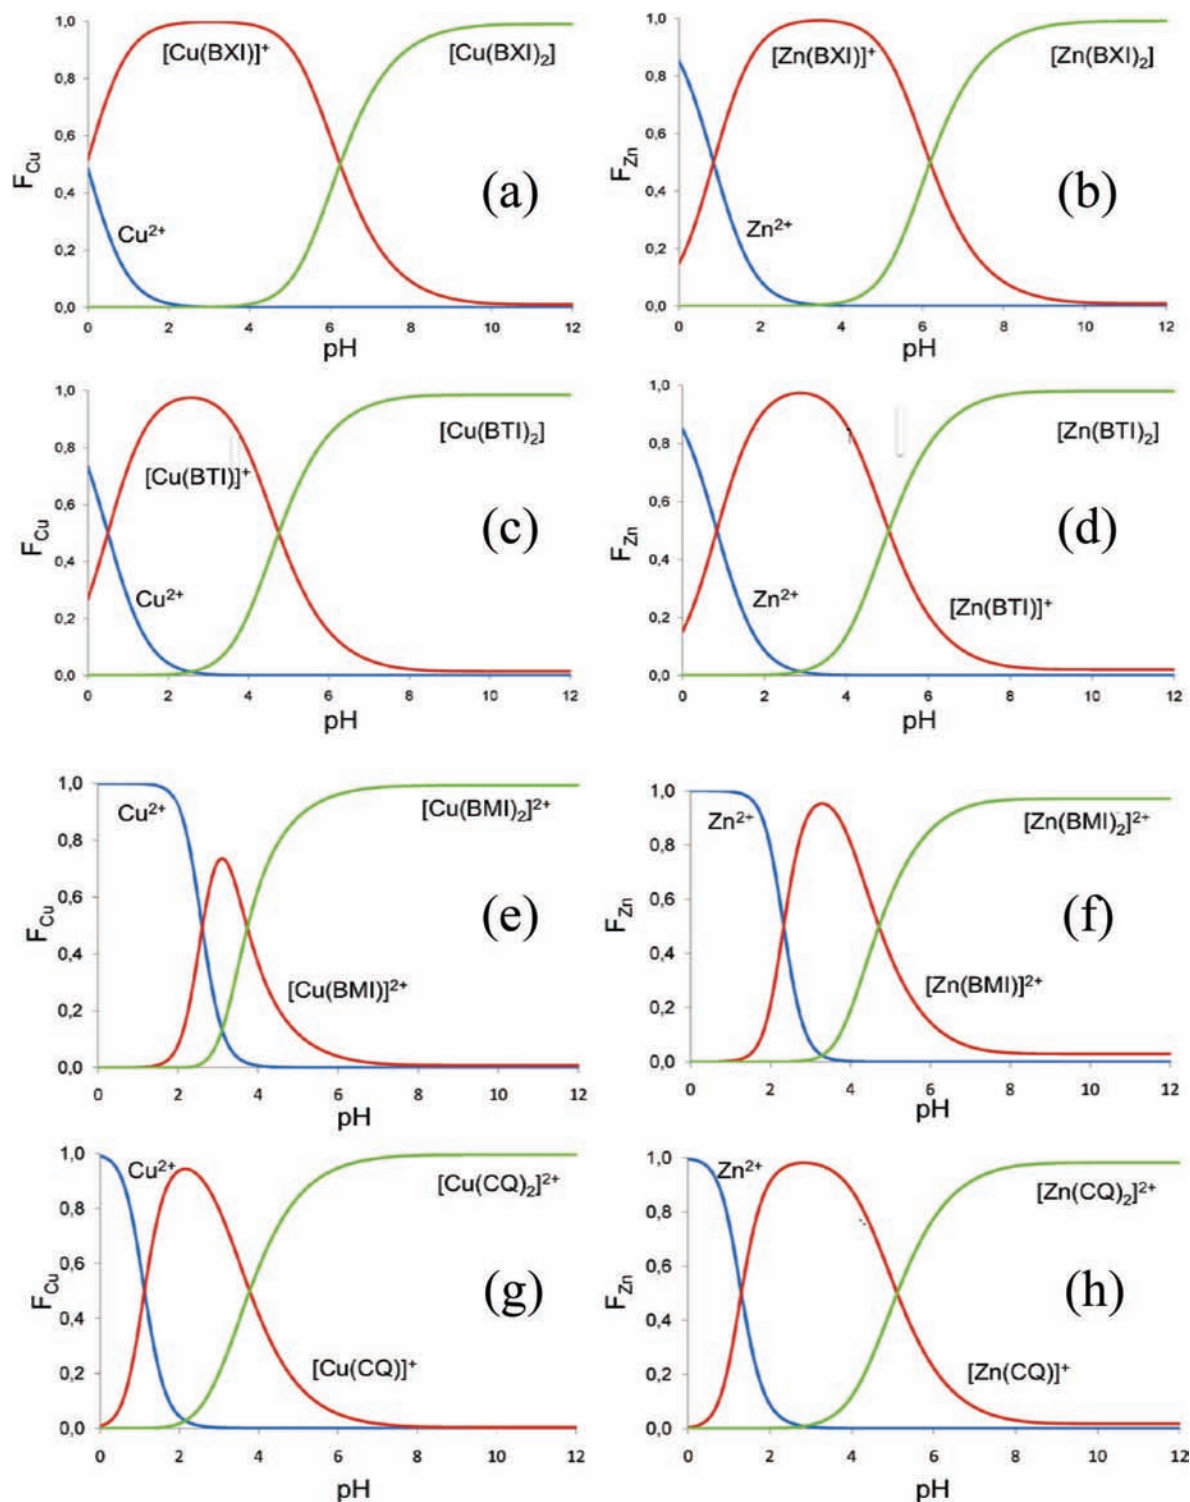 1,0
[Cu(BXI)]⁺
[Cu(BXI)₂]
0,8
0,6
F_Cu
(a)
0,4
Cu²⁺
0,2
0,0
0 2 4 6 8 10 12
pH
1,0
[Zn(BXI)]⁺
[Zn(BXI)₂]
0,8
0,6
F_Zn
(b)
0,4
Zn²⁺
0,2
0,0
0 2 4 6 8 10 12
pH
1,0
[Cu(BTI)₂]
0,8
[Cu(BTI)]⁺
0,6
F_Cu
(c)
0,4
Cu²⁺
0,2
0,0
0 2 4 6 8 10 12
pH
1,0
[Zn(BTI)₂]
0,8
0,6
F_Zn
(d)
0,4
Zn²⁺
[Zn(BTI)]⁺
0,2
0,0
0 2 4 6 8 10 12
pH
1,0
Cu²⁺
[Cu(BMI)₂]²⁺
0,8
0,6
F_Cu
(e)
0,4
[Cu(BMI)]²⁺
0,2
0,0
0 2 4 6 8 10 12
pH
1,0
Zn²⁺
[Zn(BMI)₂]²⁺
0,8
0,6
F_Zn
(f)
0,4
[Zn(BMI)]²⁺
0,2
0,0
0 2 4 6 8 10 12
pH
1,0
Cu²⁺
[Cu(CQ)₂]²⁺
0,8
0,6
F_Cu
(g)
0,4
[Cu(CQ)]⁺
0,2
0,0
0 2 4 6 8 10 12
pH
1,0
Zn²⁺
[Zn(CQ)₂]²⁺
0,8
0,6
F_Zn
(h)
0,4
[Zn(CQ)]⁺
0,2
0,0
0 2 4 6 8 10 12
pH